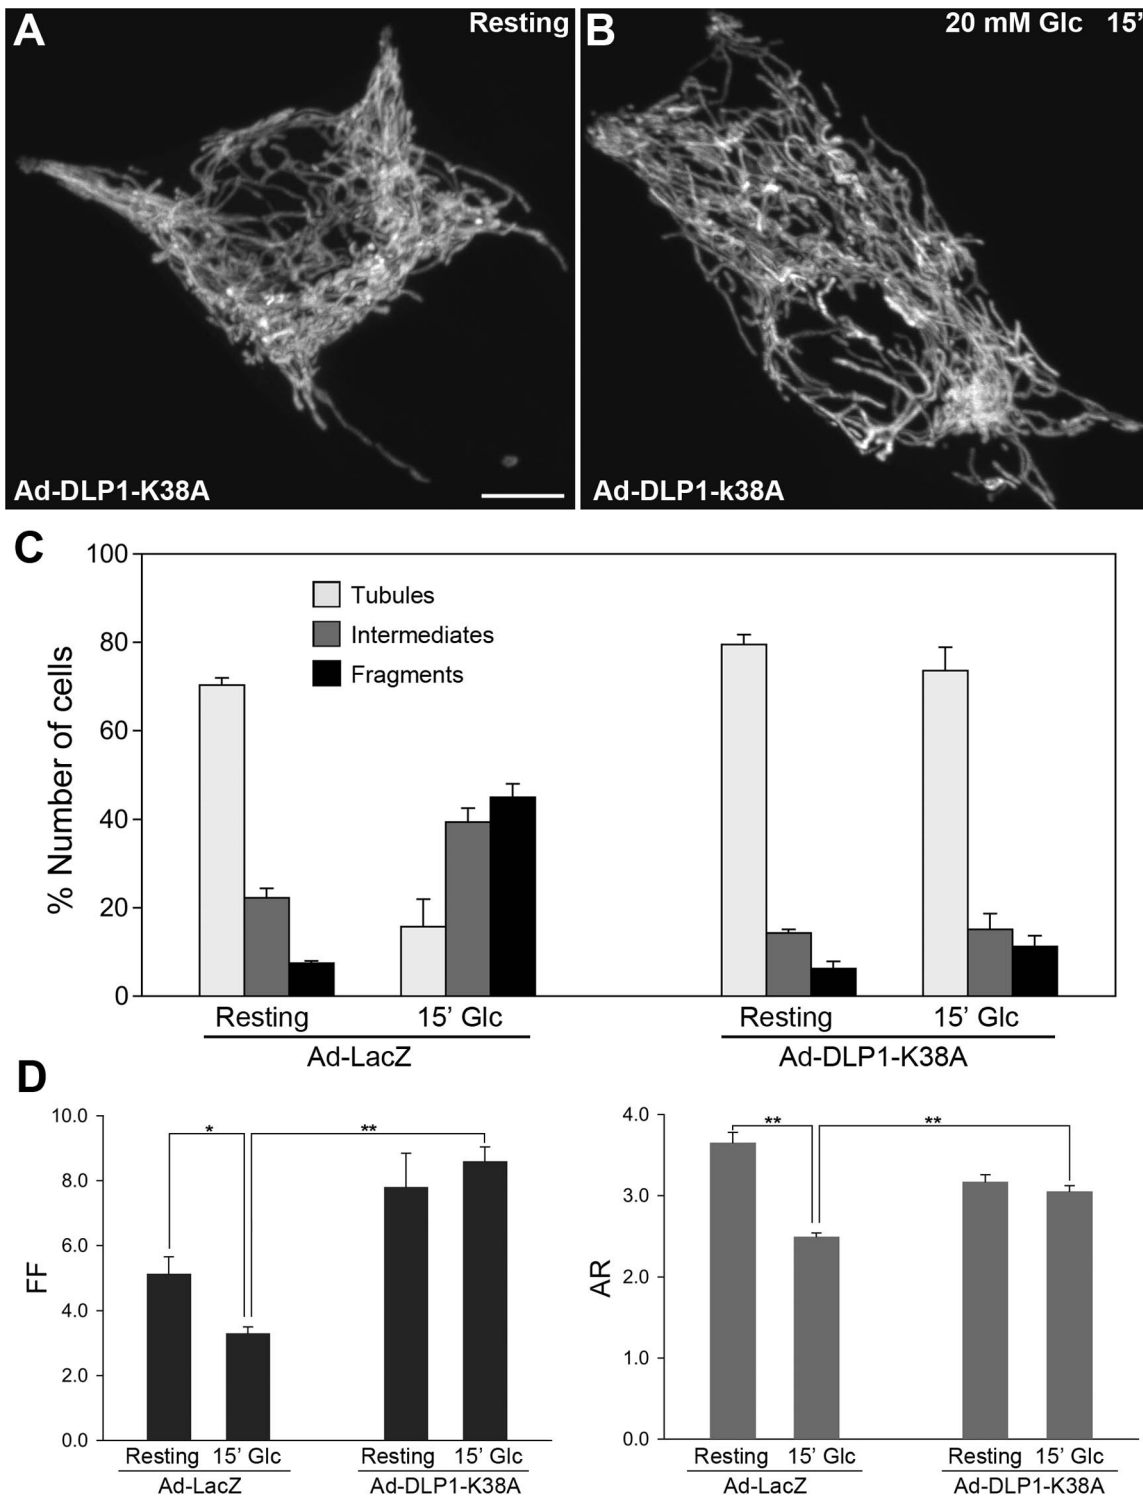 A
Resting
Ad-DLP1-K38A
B
20 mM Glc 15’
Ad-DLP1-k38A
C
% Number of cells
100
80
60
40
20
0
Tubules
Intermediates
Fragments
Resting
15’ Glc
Resting
15’ Glc
Ad-LacZ
Ad-DLP1-K38A
D
FF
10.0
8.0
6.0
4.0
2.0
0.0
*
**
Resting
15’ Glc
Resting
15’ Glc
Ad-LacZ
Ad-DLP1-K38A
AR
4.0
3.0
2.0
1.0
0.0
**
**
Resting
15’ Glc
Resting
15’ Glc
Ad-LacZ
Ad-DLP1-K38A